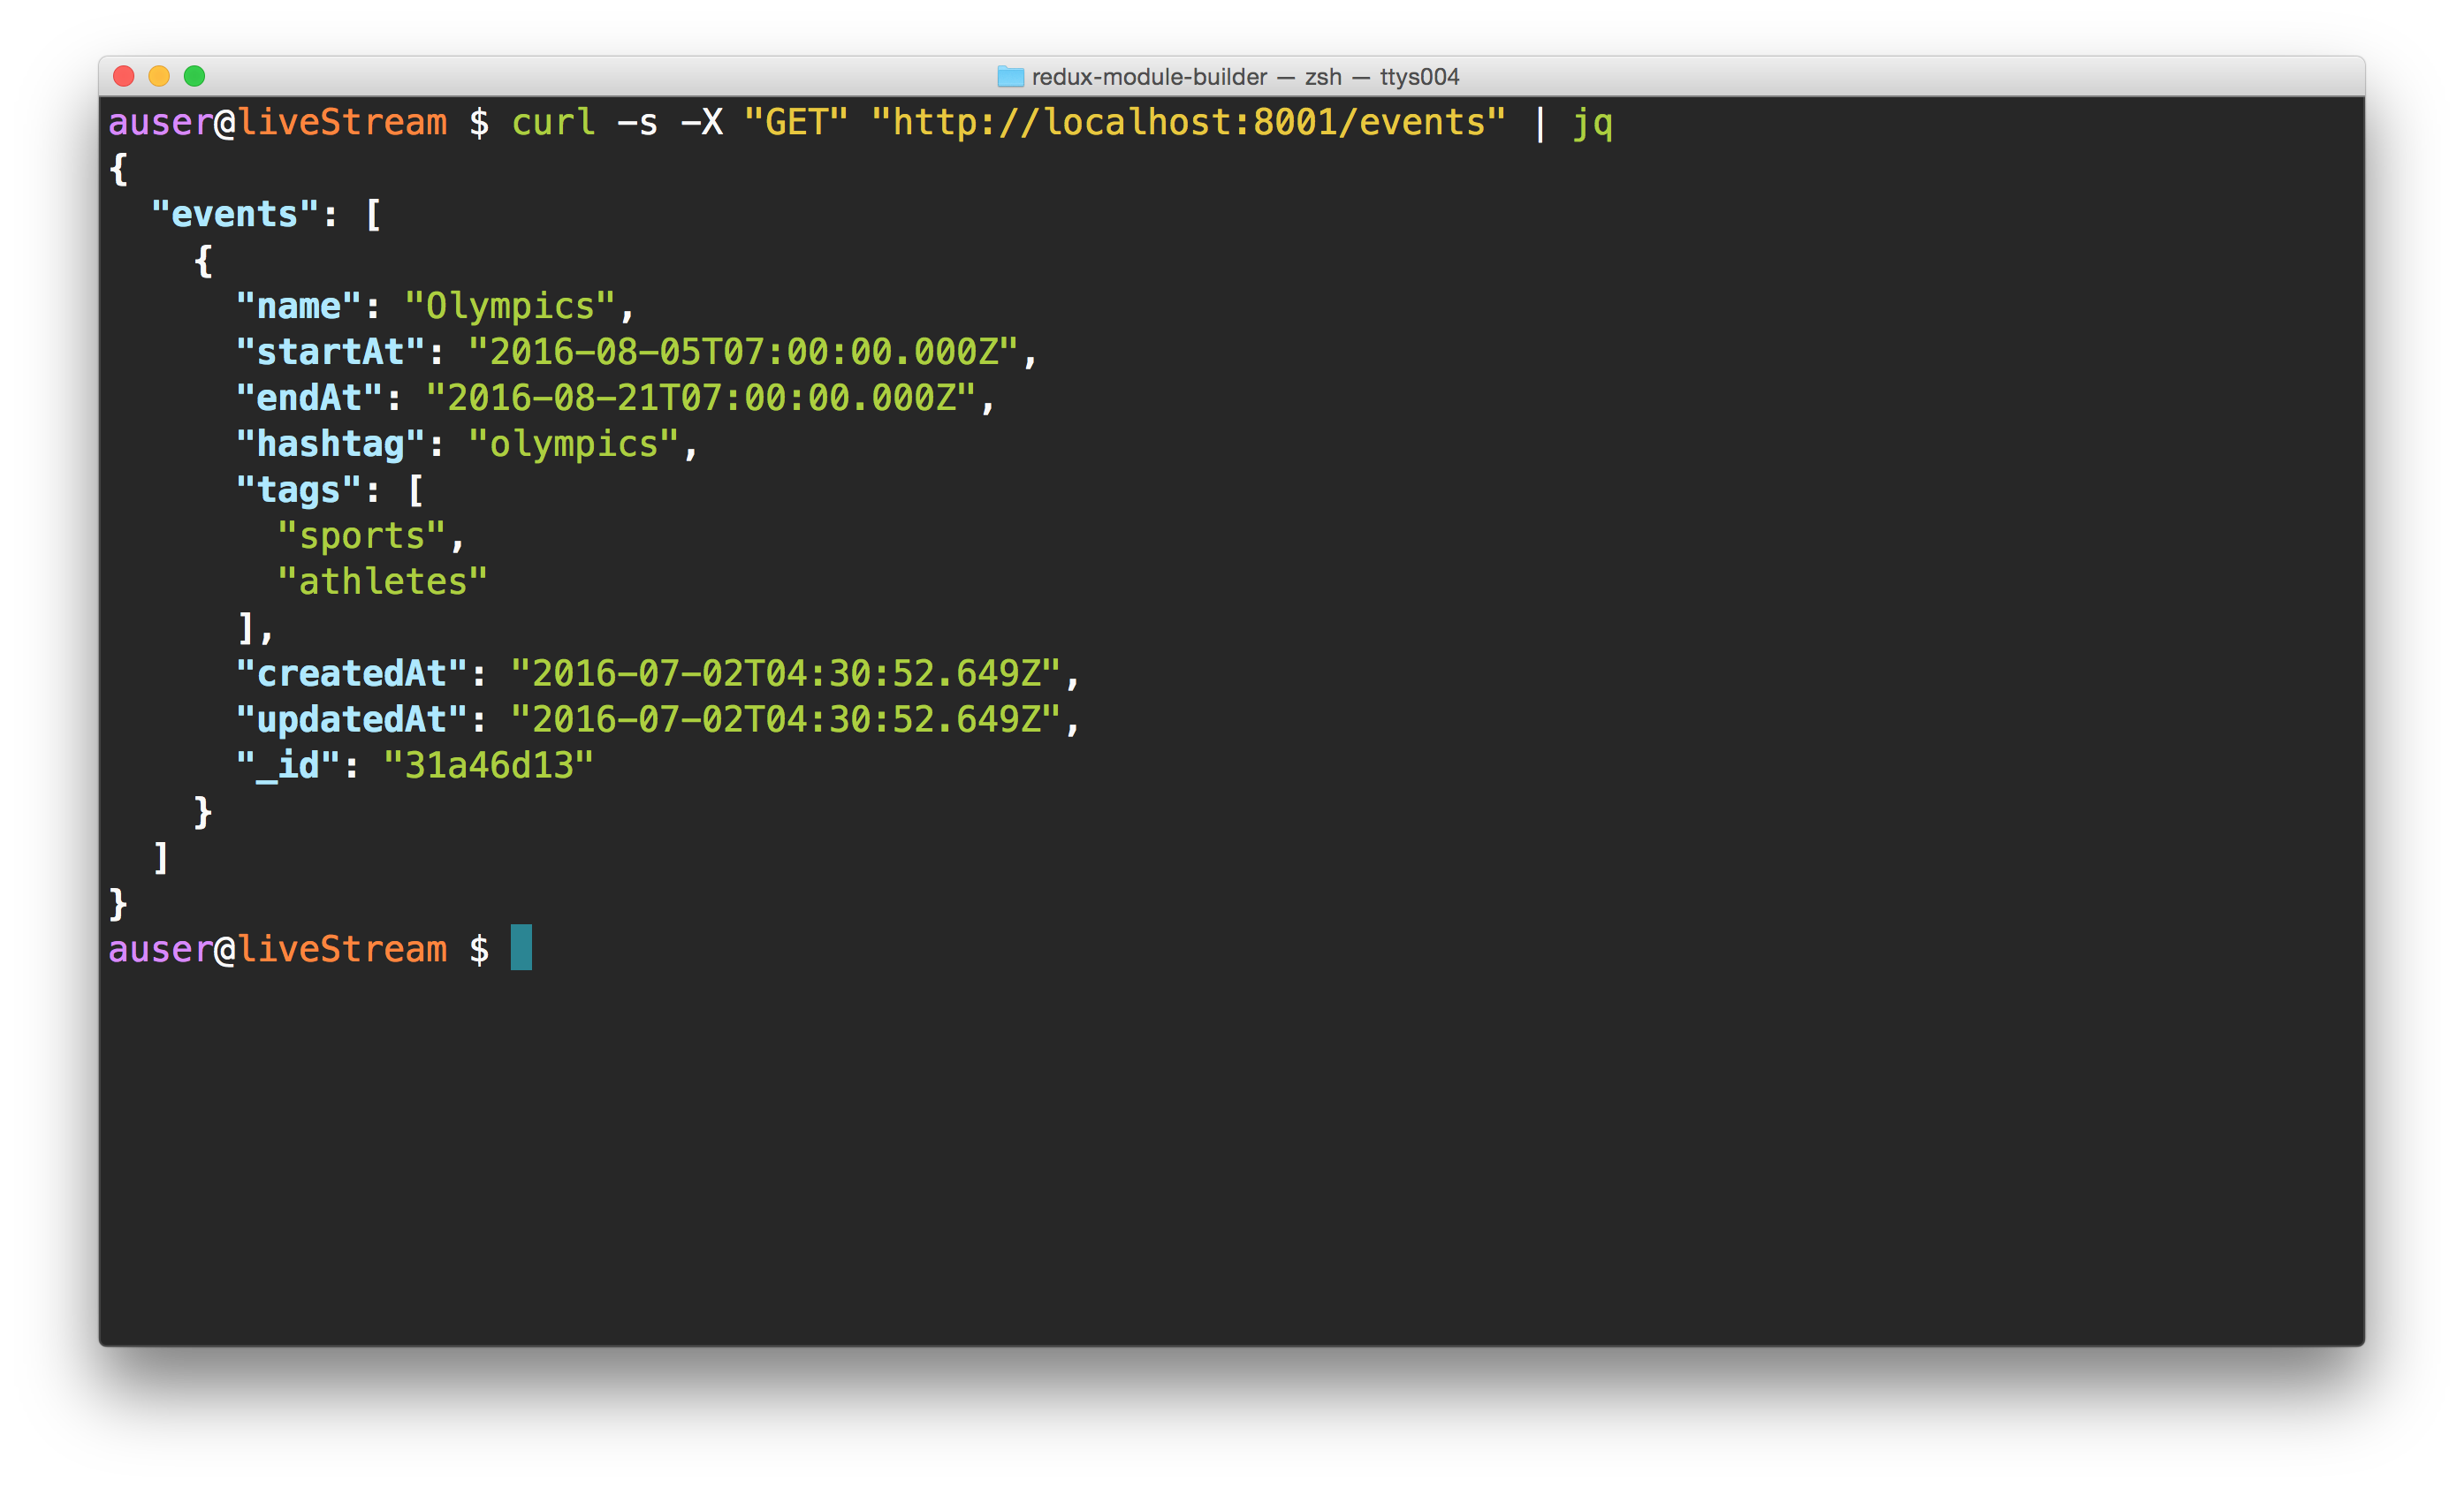 redux-module-builder — zsh — ttys004
auser@liveStream $ curl -s -X "GET" "http://localhost:8001/events" | jq
{
  "events": [
    {
      "name": "Olympics",
      "startAt": "2016-08-05T07:00:00.000Z",
      "endAt": "2016-08-21T07:00:00.000Z",
      "hashtag": "olympics",
      "tags": [
        "sports",
        "athletes"
      ],
      "createdAt": "2016-07-02T04:30:52.649Z",
      "updatedAt": "2016-07-02T04:30:52.649Z",
      "_id": "31a46d13"
    }
  ]
}
auser@liveStream $